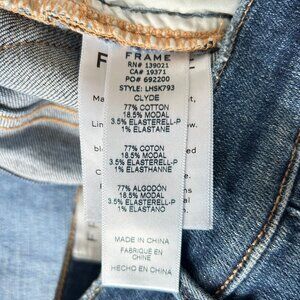 FRAME
RN# 139021
CA# 19371
PO# 692200
STYLE: LHSK793
CLYDE
77% COTTON
18.5% MODAL
3.5% ELASTERELL-P
1% ELASTANE
77% COTON
18.5% MODAL
3.5% ELASTERELL-P
1% ELASTHANNE
77% ALGODÓN
18.5% MODAL
3.5% ELASTERELL-P
1% ELASTANO
MADE IN CHINA
FABRIQUÉ EN
CHINE
HECHO EN CHINA